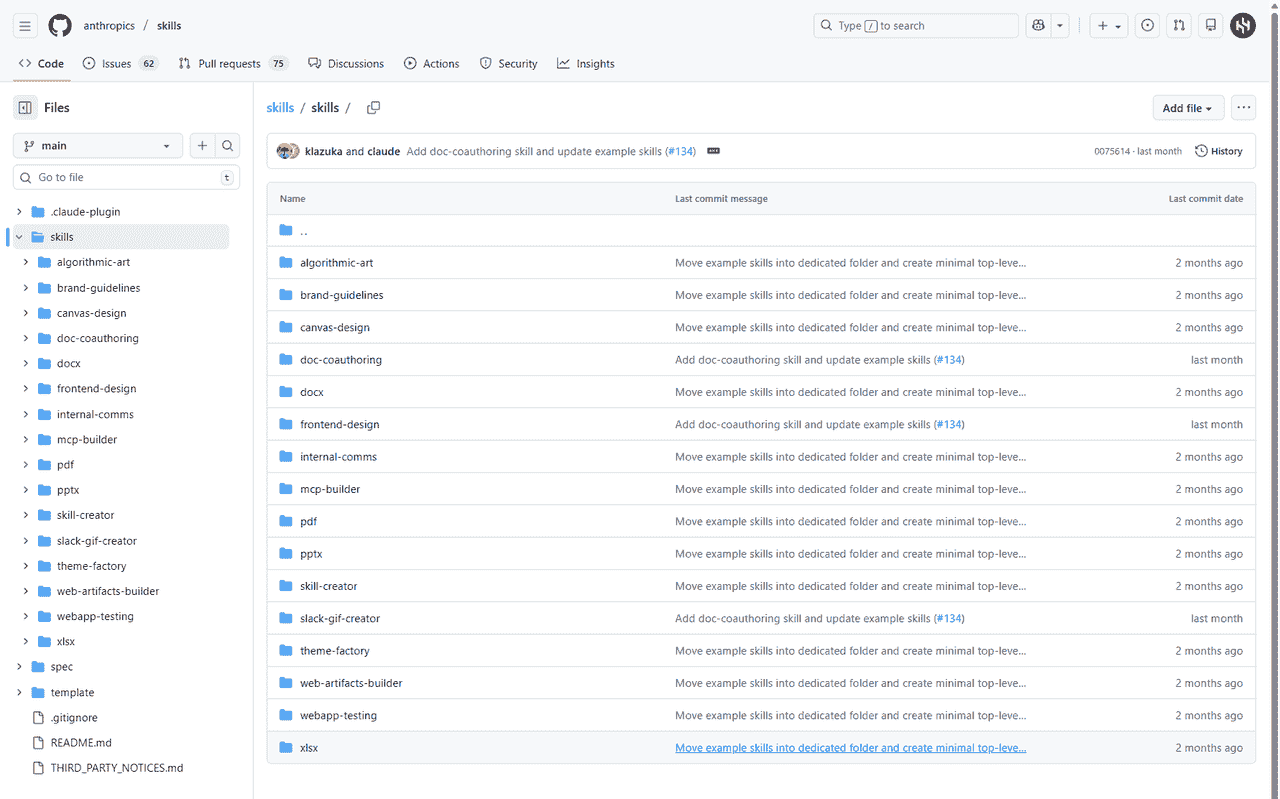 anthropics / skills
Type / to search
Code
Issues 62
Pull requests 75
Discussions
Actions
Security
Insights
Files
main
Go to file
t
.claude-plugin
skills
algorithmic-art
brand-guidelines
canvas-design
doc-coauthoring
docx
frontend-design
internal-comms
mcp-builder
pdf
pptx
skill-creator
slack-gif-creator
theme-factory
web-artifacts-builder
webapp-testing
xlsx
spec
template
.gitignore
README.md
THIRD_PARTY_NOTICES.md
skills / skills /
Add file
klazuka and claude Add doc-coauthoring skill and update example skills (#134)
0075614 · last month
History
Name Last commit message Last commit date
..
algorithmic-art Move example skills into dedicated folder and create minimal top-leve... 2 months ago
brand-guidelines Move example skills into dedicated folder and create minimal top-leve... 2 months ago
canvas-design Move example skills into dedicated folder and create minimal top-leve... 2 months ago
doc-coauthoring Add doc-coauthoring skill and update example skills (#134) last month
docx Move example skills into dedicated folder and create minimal top-leve... 2 months ago
frontend-design Add doc-coauthoring skill and update example skills (#134) last month
internal-comms Move example skills into dedicated folder and create minimal top-leve... 2 months ago
mcp-builder Move example skills into dedicated folder and create minimal top-leve... 2 months ago
pdf Move example skills into dedicated folder and create minimal top-leve... 2 months ago
pptx Move example skills into dedicated folder and create minimal top-leve... 2 months ago
skill-creator Move example skills into dedicated folder and create minimal top-leve... 2 months ago
slack-gif-creator Add doc-coauthoring skill and update example skills (#134) last month
theme-factory Move example skills into dedicated folder and create minimal top-leve... 2 months ago
web-artifacts-builder Move example skills into dedicated folder and create minimal top-leve... 2 months ago
webapp-testing Move example skills into dedicated folder and create minimal top-leve... 2 months ago
xlsx Move example skills into dedicated folder and create minimal top-leve... 2 months ago